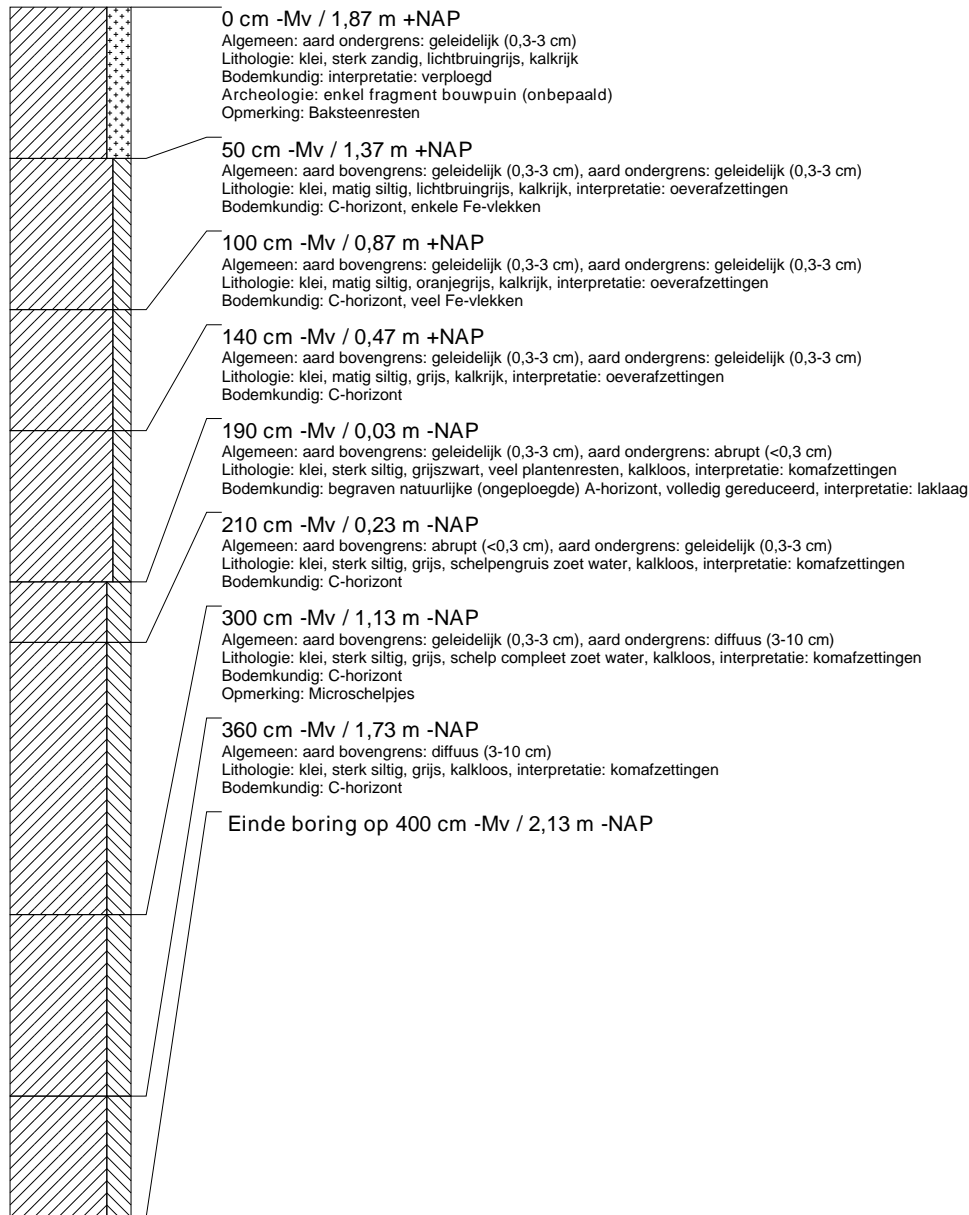 0 cm -Mv / 1,87 m +NAP
Algemeen: aard ondergrens: geleidelijk (0,3-3 cm)
Lithologie: klei, sterk zandig, lichtbruingrijs, kalkrijk
Bodemkundig: interpretatie: verploegd
Archeologie: enkel fragment bouwpuin (onbepaald)
Opmerking: Baksteenresten
50 cm -Mv / 1,37 m +NAP
Algemeen: aard bovengrens: geleidelijk (0,3-3 cm), aard ondergrens: geleidelijk (0,3-3 cm)
Lithologie: klei, matig siltig, lichtbruingrijs, kalkrijk, interpretatie: oeverafzettingen
Bodemkundig: C-horizont, enkele Fe-vlekken
100 cm -Mv / 0,87 m +NAP
Algemeen: aard bovengrens: geleidelijk (0,3-3 cm), aard ondergrens: geleidelijk (0,3-3 cm)
Lithologie: klei, matig siltig, oranjegrijs, kalkrijk, interpretatie: oeverafzettingen
Bodemkundig: C-horizont, veel Fe-vlekken
140 cm -Mv / 0,47 m +NAP
Algemeen: aard bovengrens: geleidelijk (0,3-3 cm), aard ondergrens: geleidelijk (0,3-3 cm)
Lithologie: klei, matig siltig, grijs, kalkrijk, interpretatie: oeverafzettingen
Bodemkundig: C-horizont
190 cm -Mv / 0,03 m -NAP
Algemeen: aard bovengrens: geleidelijk (0,3-3 cm), aard ondergrens: abrupt (<0,3 cm)
Lithologie: klei, sterk siltig, grijszwart, veel plantenresten, kalkloos, interpretatie: komafzettingen
Bodemkundig: begraven natuurlijke (ongeploegde) A-horizont, volledig gereduceerd, interpretatie: laklaag
210 cm -Mv / 0,23 m -NAP
Algemeen: aard bovengrens: abrupt (<0,3 cm), aard ondergrens: geleidelijk (0,3-3 cm)
Lithologie: klei, sterk siltig, grijs, schelpengruis zoet water, kalkloos, interpretatie: komafzettingen
Bodemkundig: C-horizont
300 cm -Mv / 1,13 m -NAP
Algemeen: aard bovengrens: geleidelijk (0,3-3 cm), aard ondergrens: diffuus (3-10 cm)
Lithologie: klei, sterk siltig, grijs, schelp compleet zoet water, kalkloos, interpretatie: komafzettingen
Bodemkundig: C-horizont
Opmerking: Microschelpjes
360 cm -Mv / 1,73 m -NAP
Algemeen: aard bovengrens: diffuus (3-10 cm)
Lithologie: klei, sterk siltig, grijs, kalkloos, interpretatie: komafzettingen
Bodemkundig: C-horizont
Einde boring op 400 cm -Mv / 2,13 m -NAP